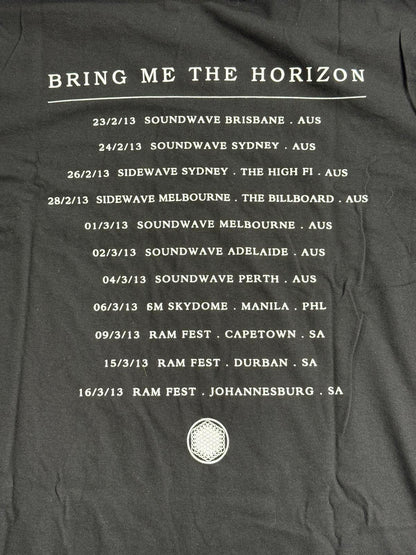 BRING ME THE HORIZON
23/2/13 SOUNDWAVE BRISBANE . AUS
24/2/13 SOUNDWAVE SYDNEY . AUS
26/2/13 SIDEWAVE SYDNEY . THE HIGH FI . AUS
28/2/13 SIDEWAVE MELBOURNE . THE BILLBOARD . AUS
01/3/13 SOUNDWAVE MELBOURNE . AUS
02/3/13 SOUNDWAVE ADELAIDE . AUS
04/3/13 SOUNDWAVE PERTH . AUS
06/3/13 SM SKYDOME . MANILA . PHL
09/3/13 RAM FEST . CAPETOWN . SA
15/3/13 RAM FEST . DURBAN . SA
16/3/13 RAM FEST . JOHANNESBURG . SA